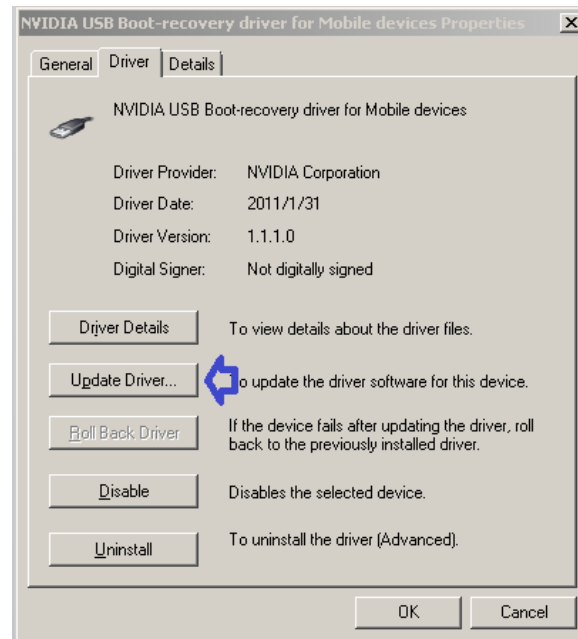 NVIDIA USB Boot-recovery driver for Mobile devices Properties
General Driver Details
NVIDIA USB Boot-recovery driver for Mobile devices
Driver Provider: NVIDIA Corporation
Driver Date: 2011/1/31
Driver Version: 1.1.1.0
Digital Signer: Not digitally signed
Driver Details To view details about the driver files.
Update Driver... o update the driver software for this device.
Roll Back Driver If the device fails after updating the driver, roll
back to the previously installed driver.
Disable Disables the selected device.
Uninstall To uninstall the driver (Advanced).
OK Cancel